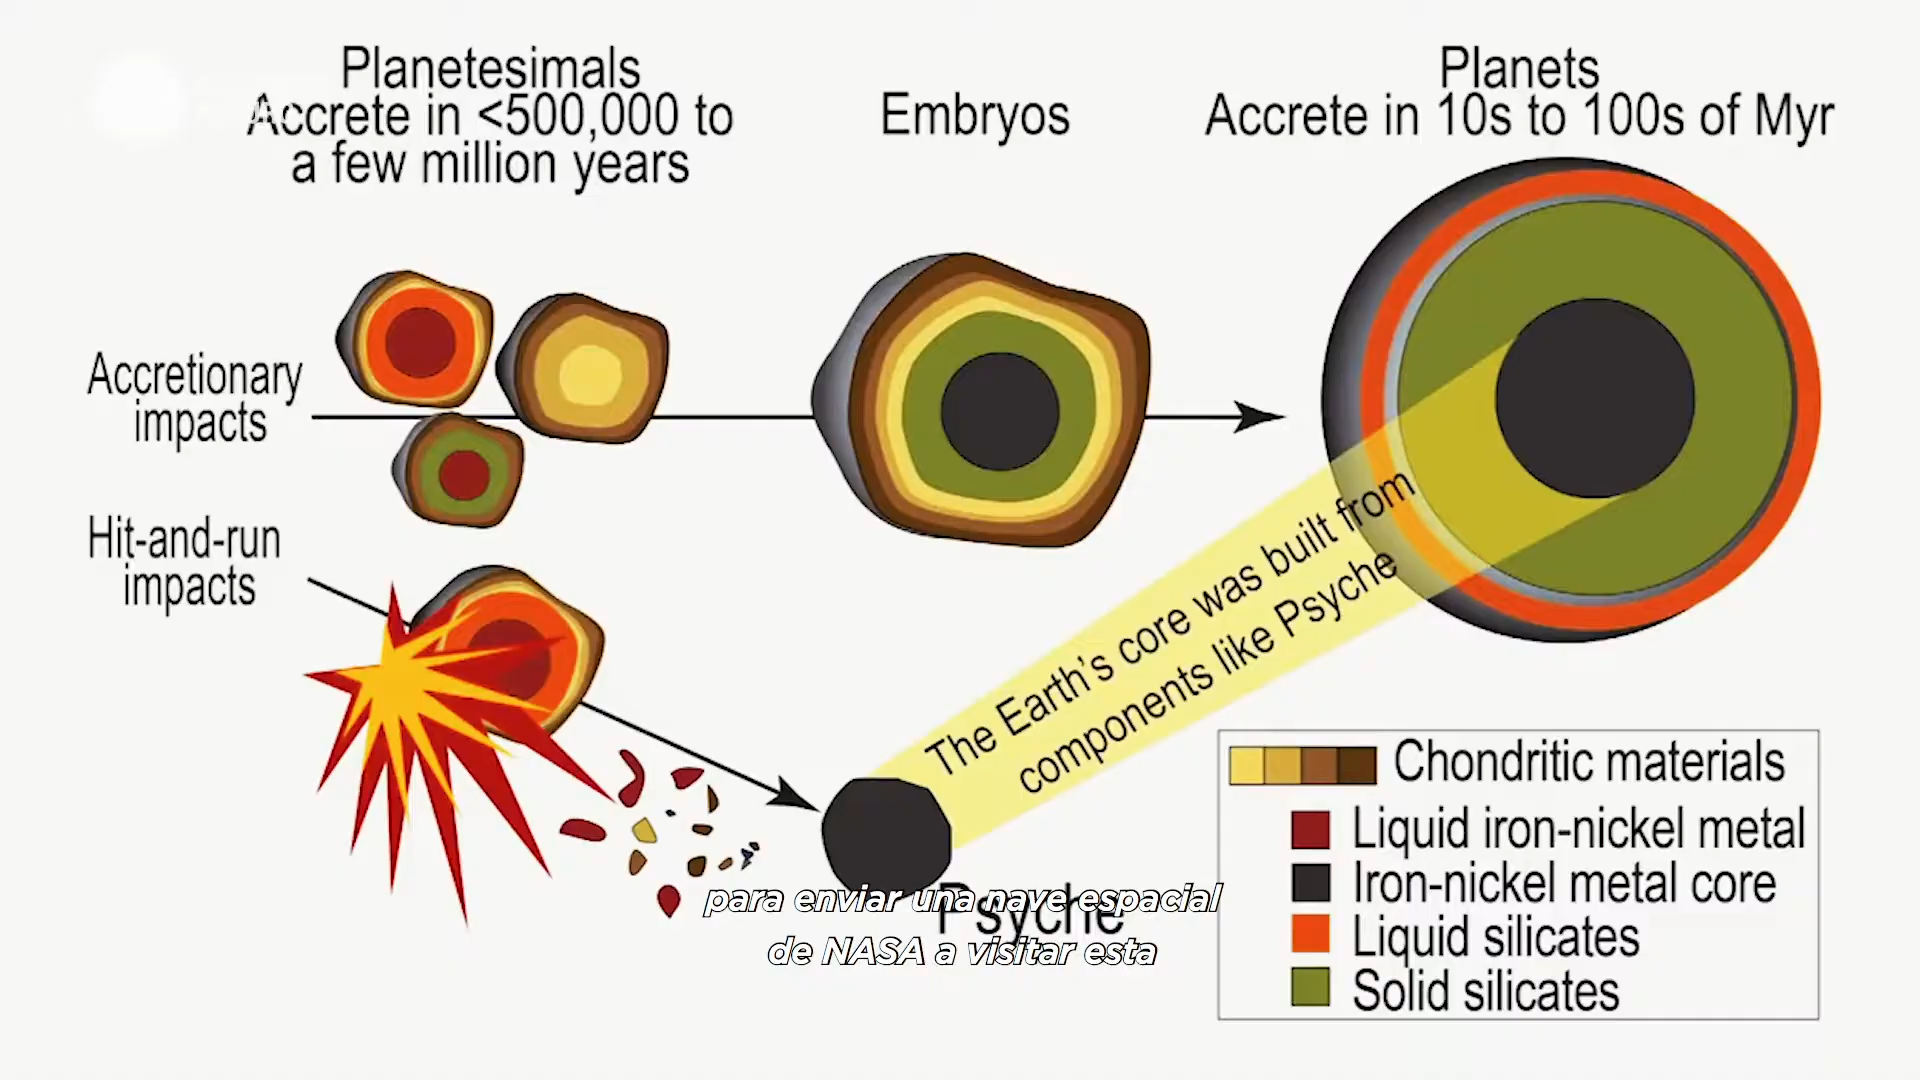 Planetesimals
Accrete in <500,000 to
a few million years
Embryos
Planets
Accrete in 10s to 100s of Myr
Accretionary
impacts
Hit-and-run
impacts
The Earth's core was built from
components like Psyche
Psyche
Chondritic materials
Liquid iron-nickel metal
Iron-nickel metal core
Liquid silicates
Solid silicates
para enviar una nave espacial
de NASA a visitar esta